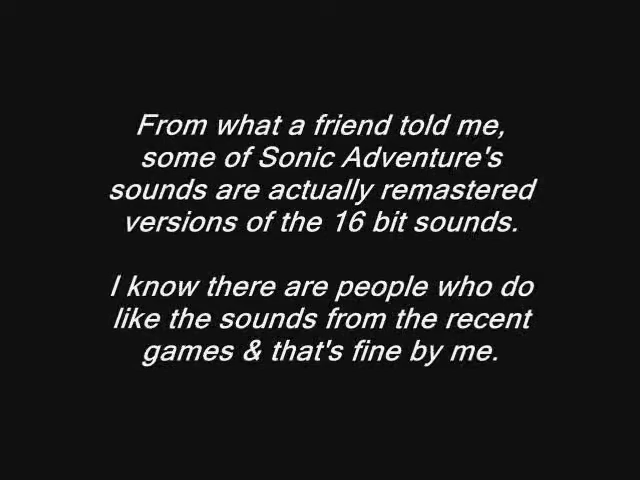 From what a friend told me,
some of Sonic Adventure's
sounds are actually remastered
versions of the 16 bit sounds.
I know there are people who do
like the sounds from the recent
games & that's fine by me.